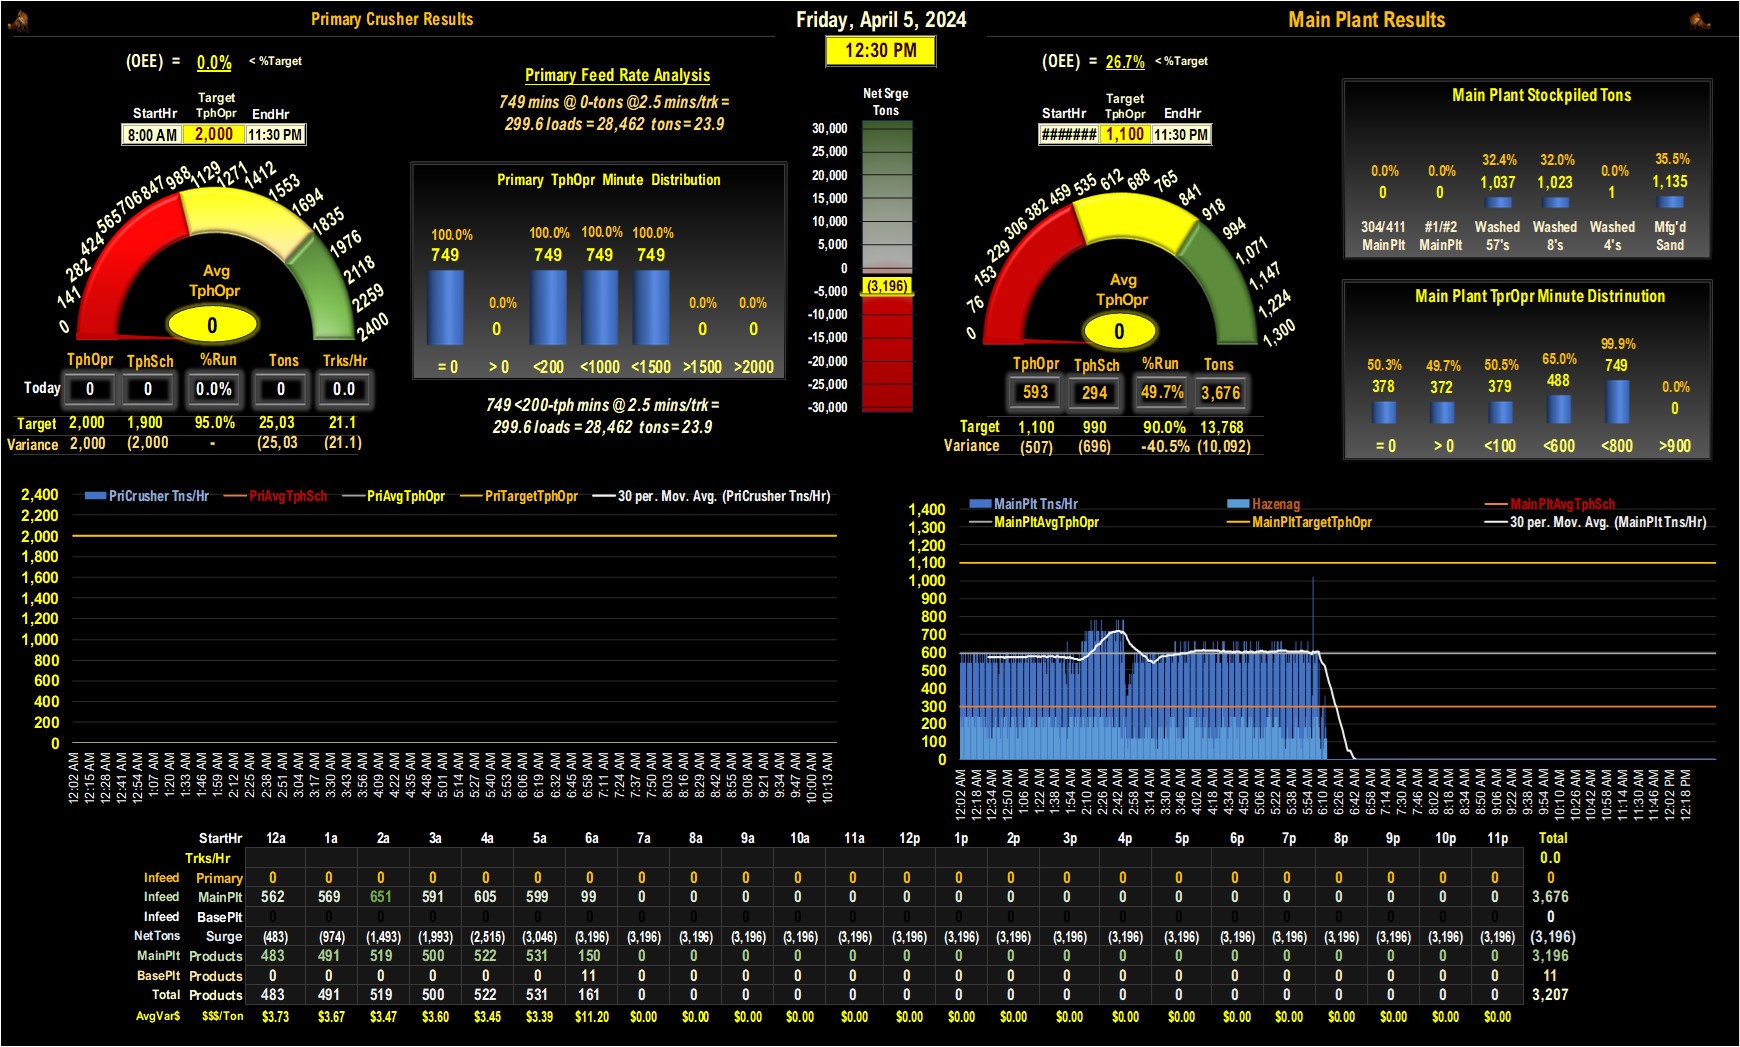 Primary Crusher Results
Friday, April 5, 2024
Main Plant Results
12:30 PM
(OEE) = 0.0% < %Target
Target
StartHr TphOpr EndHr
8:00 AM 2,000 11:30 PM
0 141 282 424 565 706 847 988 1129 1271 1412 1553 1694 1835 1976 2118 2259 2400
Avg
TphOpr
0
TphOpr TphSch %Run Tons Trks/Hr
Today 0 0 0.0% 0 0.0
Target 2,000 1,900 95.0% 25,03 21.1
Variance 2,000 (2,000 - (25,03 (21.1)
Primary Feed Rate Analysis
749 mins @ 0-tons @2.5 mins/trk =
299.6 loads = 28,462 tons = 23.9
Primary TphOpr Minute Distribution
100.0% 0.0% 100.0% 100.0% 100.0% 0.0% 0.0%
749 0 749 749 749 0 0
= 0 > 0 <200 <1000 <1500 >1500 >2000
749 <200-tph mins @ 2.5 mins/trk =
299.6 loads = 28,462 tons = 23.9
Net Srge
Tons
30,000
25,000
20,000
15,000
10,000
5,000
0
(3,196)
-5,000
-10,000
-15,000
-20,000
-25,000
-30,000
(OEE) = 26.7% < %Target
Target
StartHr TphOpr EndHr
####### 1,100 11:30 PM
0 76 153 229 306 382 459 535 612 688 765 841 918 994 1,071 1,147 1,224 1,300
Avg
TphOpr
0
TphOpr TphSch %Run Tons
593 294 49.7% 3,676
Target 1,100 990 90.0% 13,768
Variance (507) (696) -40.5% (10,092)
Main Plant Stockpiled Tons
0.0% 0.0% 32.4% 32.0% 0.0% 35.5%
0 0 1,037 1,023 1 1,135
304/411 #1/#2 Washed Washed Washed Mfg'd
MainPlt MainPlt 57's 8's 4's Sand
Main Plant TprOpr Minute Distrinution
50.3% 49.7% 50.5% 65.0% 99.9% 0.0%
378 372 379 488 749 0
= 0 > 0 <100 <600 <800 >900
PriCrusher Tns/Hr PriAvgTphSch PriAvgTphOpr PriTargetTphOpr 30 per. Mov. Avg. (PriCrusher Tns/Hr)
2,400
2,200
2,000
1,800
1,600
1,400
1,200
1,000
800
600
400
200
0
12:02 AM 12:15 AM 12:28 AM 12:41 AM 12:54 AM 1:07 AM 1:20 AM 1:33 AM 1:46 AM 1:59 AM 2:12 AM 2:25 AM 2:38 AM 2:51 AM 3:04 AM 3:17 AM 3:30 AM 3:43 AM 3:56 AM 4:09 AM 4:22 AM 4:35 AM 4:48 AM 5:01 AM 5:14 AM 5:27 AM 5:40 AM 5:53 AM 6:06 AM 6:19 AM 6:32 AM 6:45 AM 6:58 AM 7:11 AM 7:24 AM 7:37 AM 7:50 AM 8:03 AM 8:16 AM 8:29 AM 8:42 AM 8:55 AM 9:08 AM 9:21 AM 9:34 AM 9:47 AM 10:00 AM 10:13 AM
MainPlt Tns/Hr Hazenag MainPltAvgTphSch
MainPltAvgTphOpr MainPltTargetTphOpr 30 per. Mov. Avg. (MainPlt Tns/Hr)
1,400
1,300
1,200
1,100
1,000
900
800
700
600
500
400
300
200
100
0
12:02 AM 12:18 AM 12:34 AM 12:50 AM 1:06 AM 1:22 AM 1:38 AM 1:54 AM 2:10 AM 2:26 AM 2:42 AM 2:58 AM 3:14 AM 3:30 AM 3:46 AM 4:02 AM 4:18 AM 4:34 AM 4:50 AM 5:06 AM 5:22 AM 5:38 AM 5:54 AM 6:10 AM 6:26 AM 6:42 AM 6:58 AM 7:14 AM 7:30 AM 7:46 AM 8:02 AM 8:18 AM 8:34 AM 8:50 AM 9:06 AM 9:22 AM 9:38 AM 9:54 AM 10:10 AM 10:26 AM 10:42 AM 10:58 AM 11:14 AM 11:30 AM 11:46 AM 12:02 PM 12:18 PM
StartHr 12a 1a 2a 3a 4a 5a 6a 7a 8a 9a 10a 11a 12p 1p 2p 3p 4p 5p 6p 7p 8p 9p 10p 11p Total
Trks/Hr 0.0
Infeed Primary 0 0 0 0 0 0 0 0 0 0 0 0 0 0 0 0 0 0 0 0 0 0 0 0 0
Infeed MainPlt 562 569 651 591 605 599 99 0 0 0 0 0 0 0 0 0 0 0 0 0 0 0 0 0 3,676
Infeed BasePlt 0 0 0 0 0 0 0 0 0 0 0 0 0 0 0 0 0 0 0 0 0 0 0 0 0
NetTons Surge (483) (974) (1,493) (1,993) (2,515) (3,046) (3,196) (3,196) (3,196) (3,196) (3,196) (3,196) (3,196) (3,196) (3,196) (3,196) (3,196) (3,196) (3,196) (3,196) (3,196) (3,196) (3,196) (3,196) (3,196)
MainPlt Products 483 491 519 500 522 531 150 0 0 0 0 0 0 0 0 0 0 0 0 0 0 0 0 0 3,196
BasePlt Products 0 0 0 0 0 0 11 0 0 0 0 0 0 0 0 0 0 0 0 0 0 0 0 0 11
Total Products 483 491 519 500 522 531 161 0 0 0 0 0 0 0 0 0 0 0 0 0 0 0 0 0 3,207
AvgVar$ $$$/Ton $3.73 $3.67 $3.47 $3.60 $3.45 $3.39 $11.20 $0.00 $0.00 $0.00 $0.00 $0.00 $0.00 $0.00 $0.00 $0.00 $0.00 $0.00 $0.00 $0.00 $0.00 $0.00 $0.00 $0.00